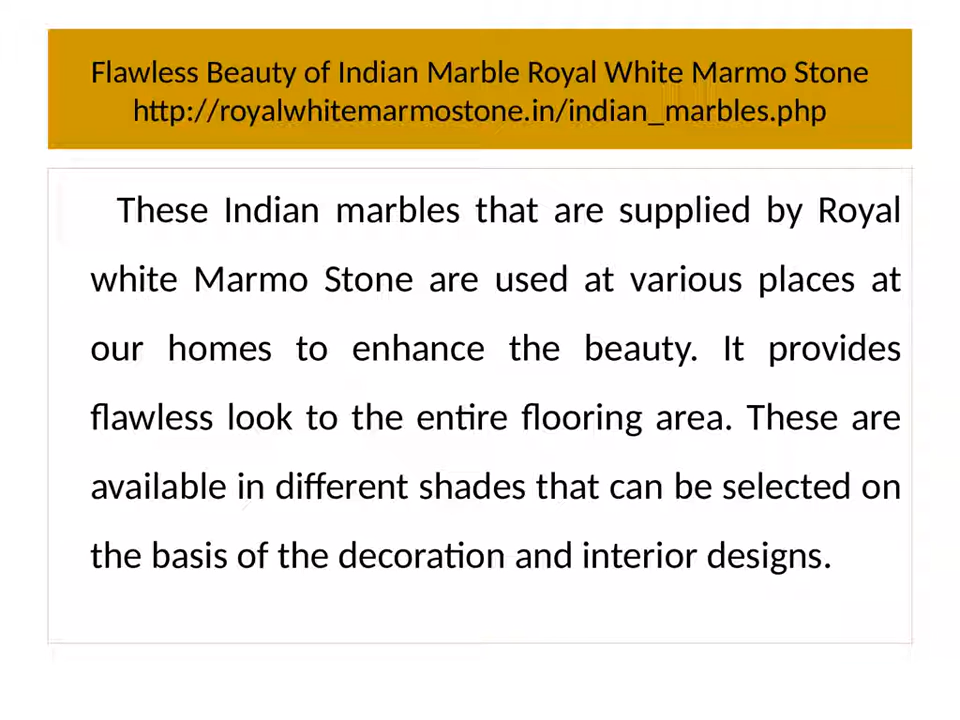 Flawless Beauty of Indian Marble Royal White Marmo Stone
http://royalwhitemarmostone.in/indian_marbles.php
These Indian marbles that are supplied by Royal
white Marmo Stone are used at various places at
our homes to enhance the beauty. It provides
flawless look to the entire flooring area. These are
available in different shades that can be selected on
the basis of the decoration and interior designs.